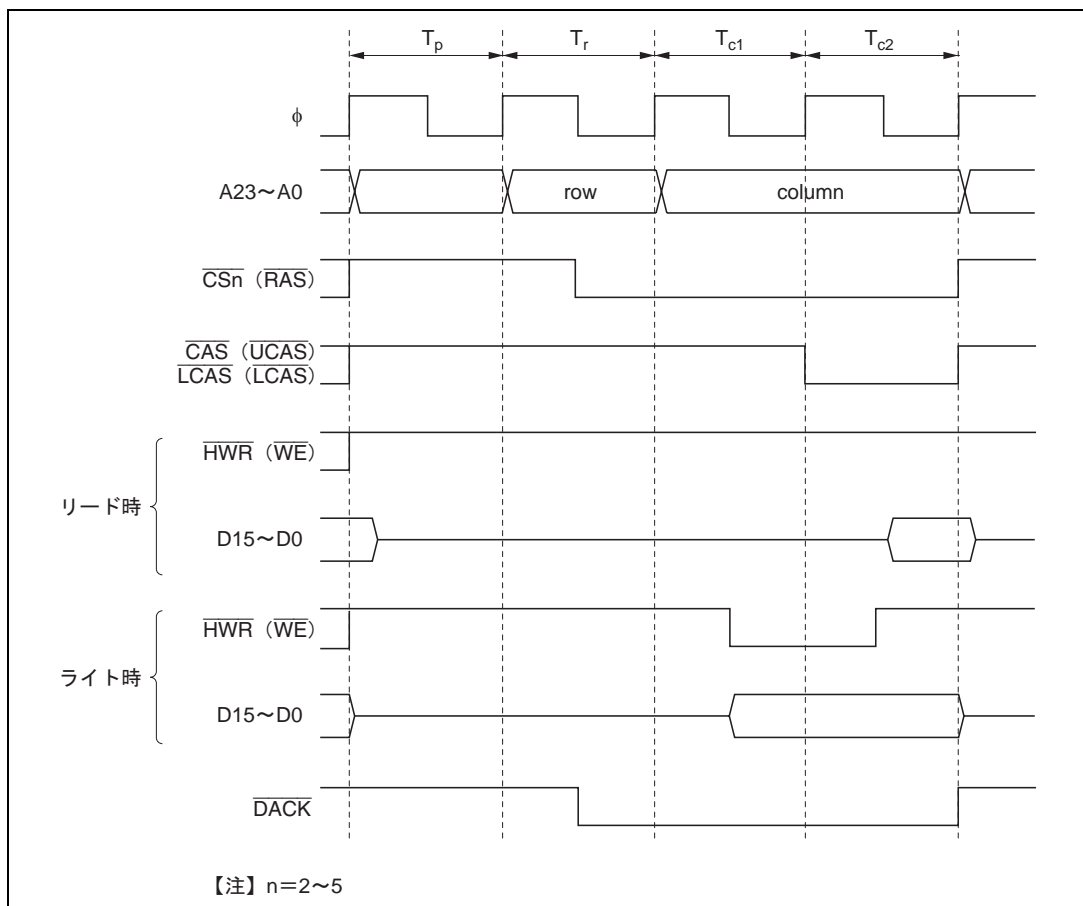 Tp Tr Tc1 Tc2
φ
A23～A0 row column
CSn（RAS）
CAS（UCAS）
LCAS（LCAS）
HWR（WE）
リード時
D15～D0
HWR（WE）
ライト時
D15～D0
DACK
【注】n＝2～5